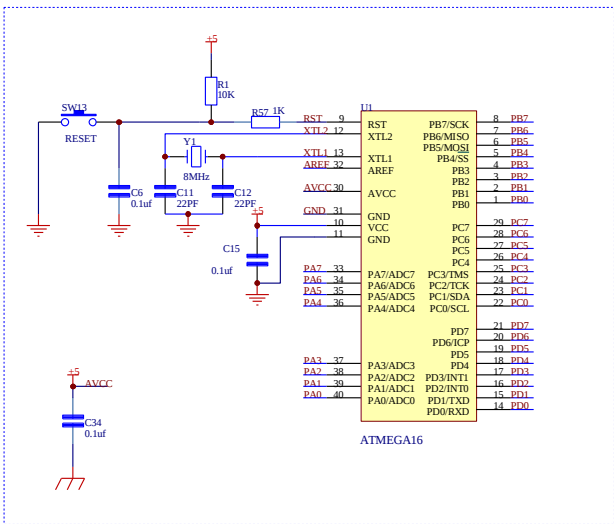 +5
R1
10K
SW13
RESET
R57 1K
C6
0.1uf
Y1
8MHz
C11
22PF
C12
22PF
+5
C15
0.1uf
+5
AVCC
C34
0.1uf
U1
RST 9 RST
XTL2 12 XTL2
XTL1 13 XTL1
AREF 32 AREF
AVCC 30 AVCC
GND 31 GND
10 VCC
11 GND
PA7 33 PA7/ADC7
PA6 34 PA6/ADC6
PA5 35 PA5/ADC5
PA4 36 PA4/ADC4
PA3 37 PA3/ADC3
PA2 38 PA2/ADC2
PA1 39 PA1/ADC1
PA0 40 PA0/ADC0
PB7/SCK 8 PB7
PB6/MISO 7 PB6
PB5/MOSI 6 PB5
PB4/SS 5 PB4
PB3 4 PB3
PB2 3 PB2
PB1 2 PB1
PB0 1 PB0
PC7 29 PC7
PC6 28 PC6
PC5 27 PC5
PC4 26 PC4
PC3/TMS 25 PC3
PC2/TCK 24 PC2
PC1/SDA 23 PC1
PC0/SCL 22 PC0
PD7 21 PD7
PD6/ICP 20 PD6
PD5 19 PD5
PD4 18 PD4
PD3/INT1 17 PD3
PD2/INT0 16 PD2
PD1/TXD 15 PD1
PD0/RXD 14 PD0
ATMEGA16